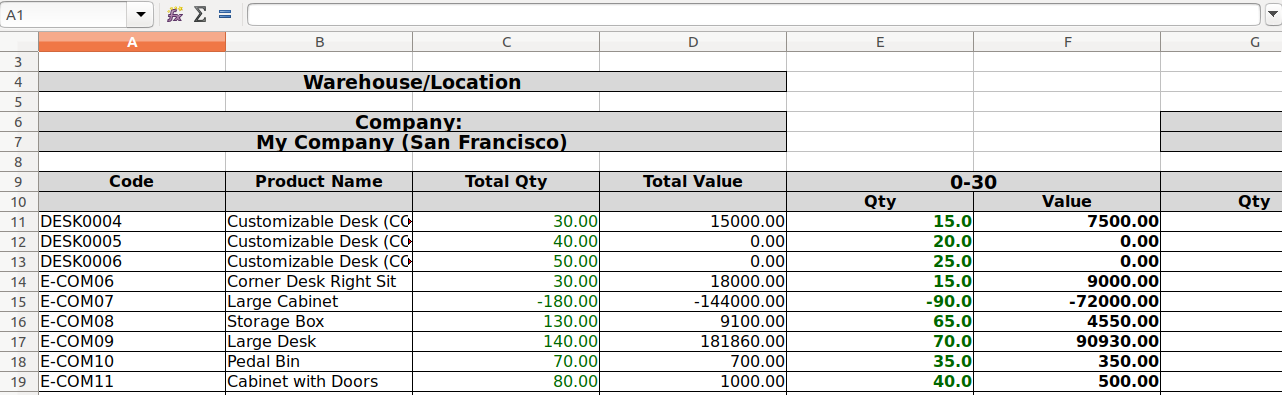 A1
A B C D E F G
3
4 Warehouse/Location
5
6 Company:
7 My Company (San Francisco)
8
9 Code Product Name Total Qty Total Value 0-30
10 Qty Value Qty
11 DESK0004 Customizable Desk (CO 30.00 15000.00 15.0 7500.00
12 DESK0005 Customizable Desk (CO 40.00 0.00 20.0 0.00
13 DESK0006 Customizable Desk (CO 50.00 0.00 25.0 0.00
14 E-COM06 Corner Desk Right Sit 30.00 18000.00 15.0 9000.00
15 E-COM07 Large Cabinet -180.00 -144000.00 -90.0 -72000.00
16 E-COM08 Storage Box 130.00 9100.00 65.0 4550.00
17 E-COM09 Large Desk 140.00 181860.00 70.0 90930.00
18 E-COM10 Pedal Bin 70.00 700.00 35.0 350.00
19 E-COM11 Cabinet with Doors 80.00 1000.00 40.0 500.00